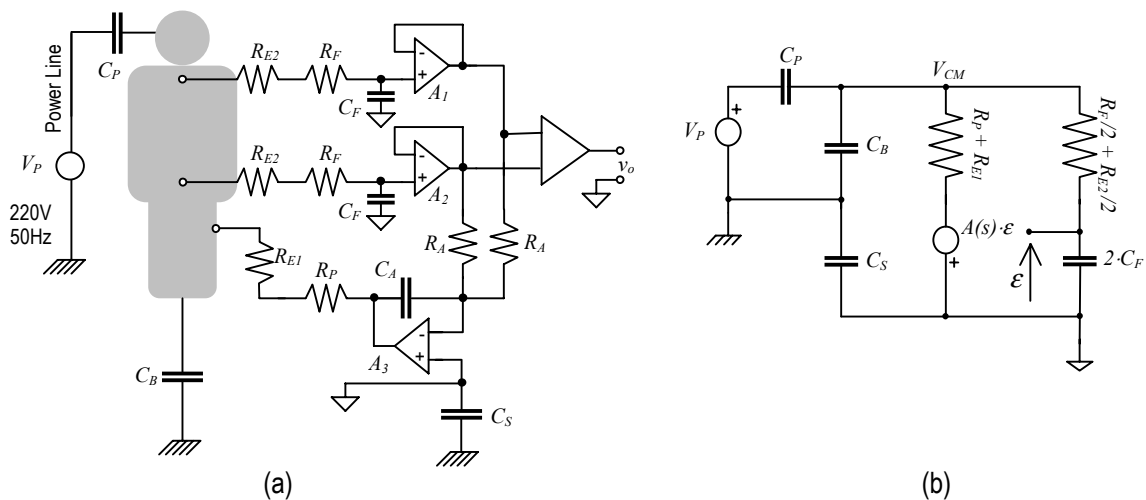 Power Line
V_P
220V
50Hz
C_P
R_E2
R_F
C_F
-
+
A_1
R_E2
R_F
C_F
-
+
A_2
v_o
R_A
R_A
R_E1
R_P
C_A
-
+
A_3
C_B
C_S
(a)
C_P
V_CM
V_P
+
C_B
R_P + R_E1
R_F/2 + R_E2/2
A(s)·ε
+
C_S
ε
2·C_F
(b)